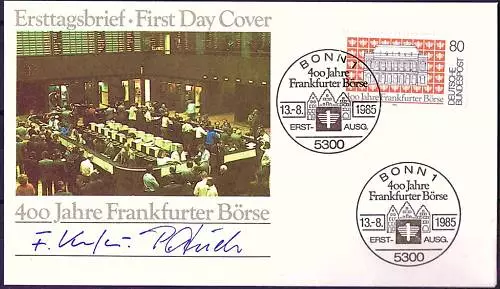 Ersttagsbrief · First Day Cover
400 Jahre Frankfurter Börse
80
DEUTSCHE
BUNDESPOST
400 Jahre Frankfurter Börse
BONN 1
400 Jahre
Frankfurter Börse
13.-8. 1985
ERST- AUSG.
5300
BONN 1
400 Jahre
Frankfurter Börse
13.-8. 1985
ERST- AUSG.
5300